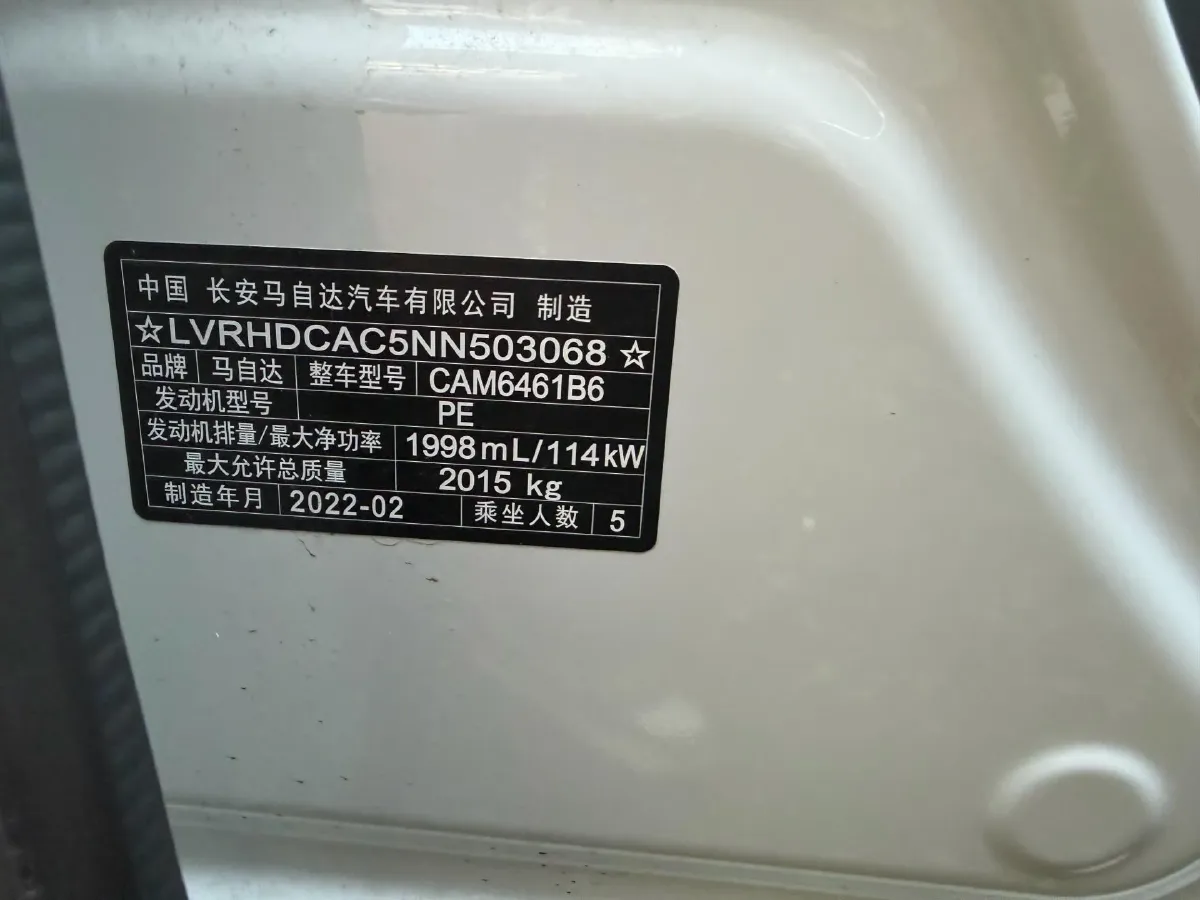 中国 长安马自达汽车有限公司 制造
☆LVRHDCAC5NN503068☆
品牌 马自达 整车型号 CAM6461B6
发动机型号 PE
发动机排量/最大净功率 1998mL/114kW
最大允许总质量 2015 kg
制造年月 2022-02 乘坐人数 5